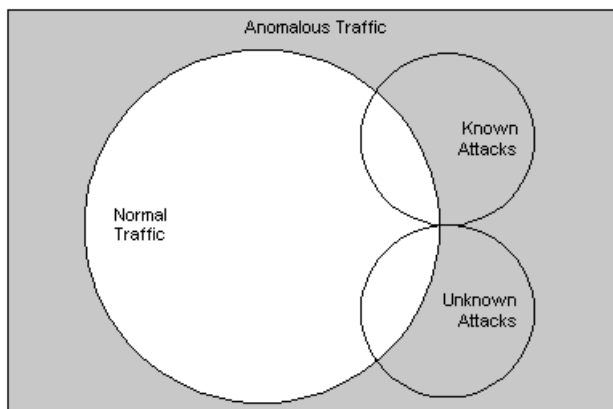 Anomalous Traffic
Known
Attacks
Normal
Traffic
Unknown
Attacks